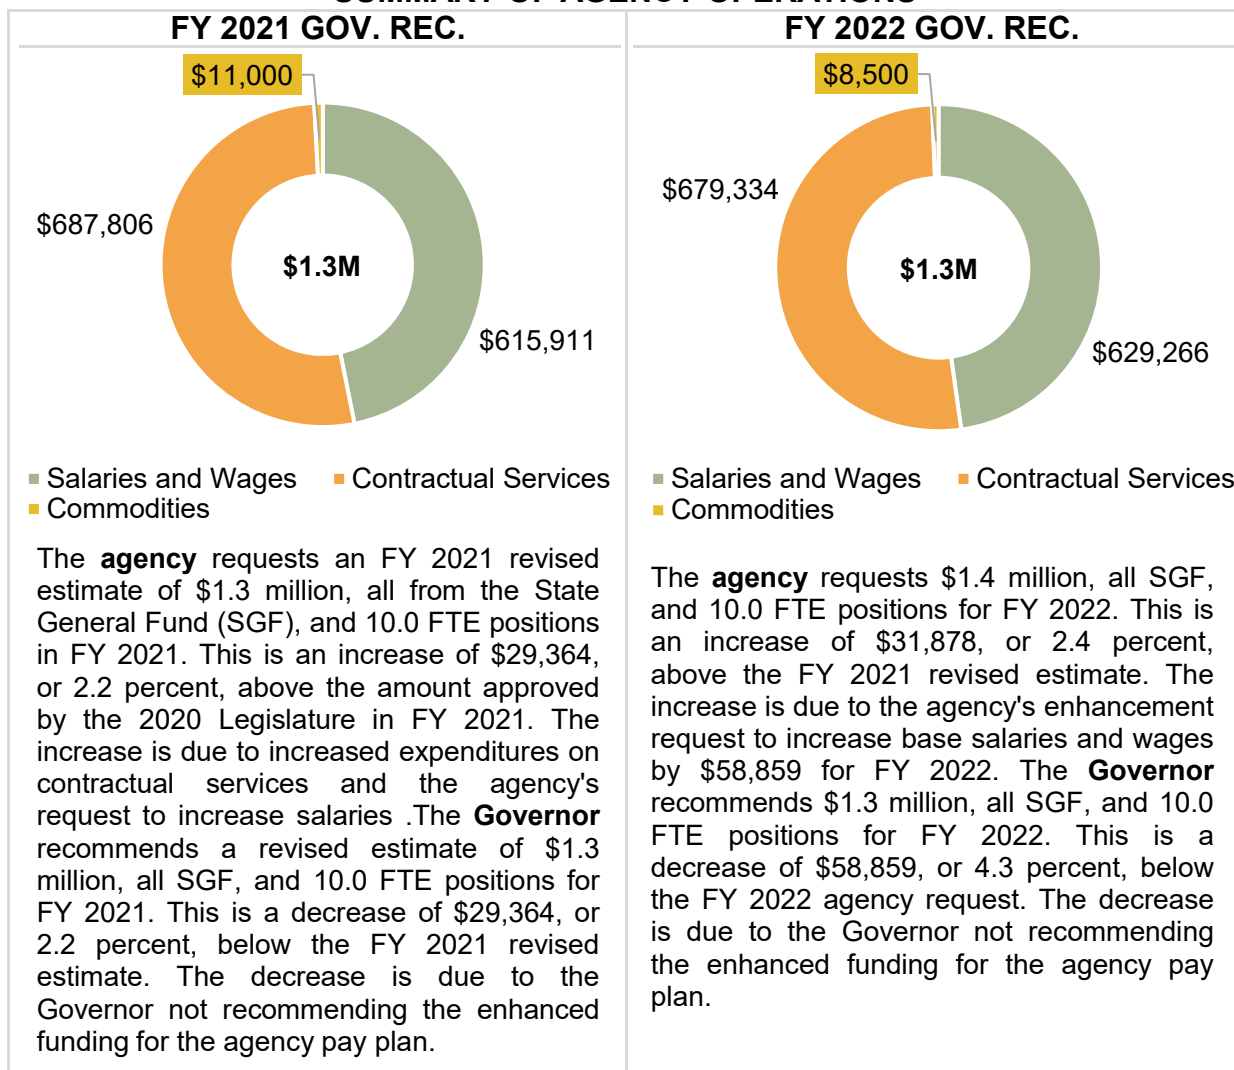 SUMMARY OF AGENCY OPERATIONS
FY 2021 GOV. REC.
$11,000
$687,806
$1.3M
$615,911
Salaries and Wages
Contractual Services
Commodities
The agency requests an FY 2021 revised
estimate of $1.3 million, all from the State
General Fund (SGF), and 10.0 FTE positions
in FY 2021. This is an increase of $29,364,
or 2.2 percent, above the amount approved
by the 2020 Legislature in FY 2021. The
increase is due to increased expenditures on
contractual services and the agency's
request to increase salaries .The Governor
recommends a revised estimate of $1.3
million, all SGF, and 10.0 FTE positions for
FY 2021. This is a decrease of $29,364, or
2.2 percent, below the FY 2021 revised
estimate. The decrease is due to the
Governor not recommending the enhanced
funding for the agency pay plan.
FY 2022 GOV. REC.
$8,500
$679,334
$1.3M
$629,266
Salaries and Wages
Contractual Services
Commodities
The agency requests $1.4 million, all SGF,
and 10.0 FTE positions for FY 2022. This is
an increase of $31,878, or 2.4 percent,
above the FY 2021 revised estimate. The
increase is due to the agency's enhancement
request to increase base salaries and wages
by $58,859 for FY 2022. The Governor
recommends $1.3 million, all SGF, and 10.0
FTE positions for FY 2022. This is a
decrease of $58,859, or 4.3 percent, below
the FY 2022 agency request. The decrease
is due to the Governor not recommending
the enhanced funding for the agency pay
plan.